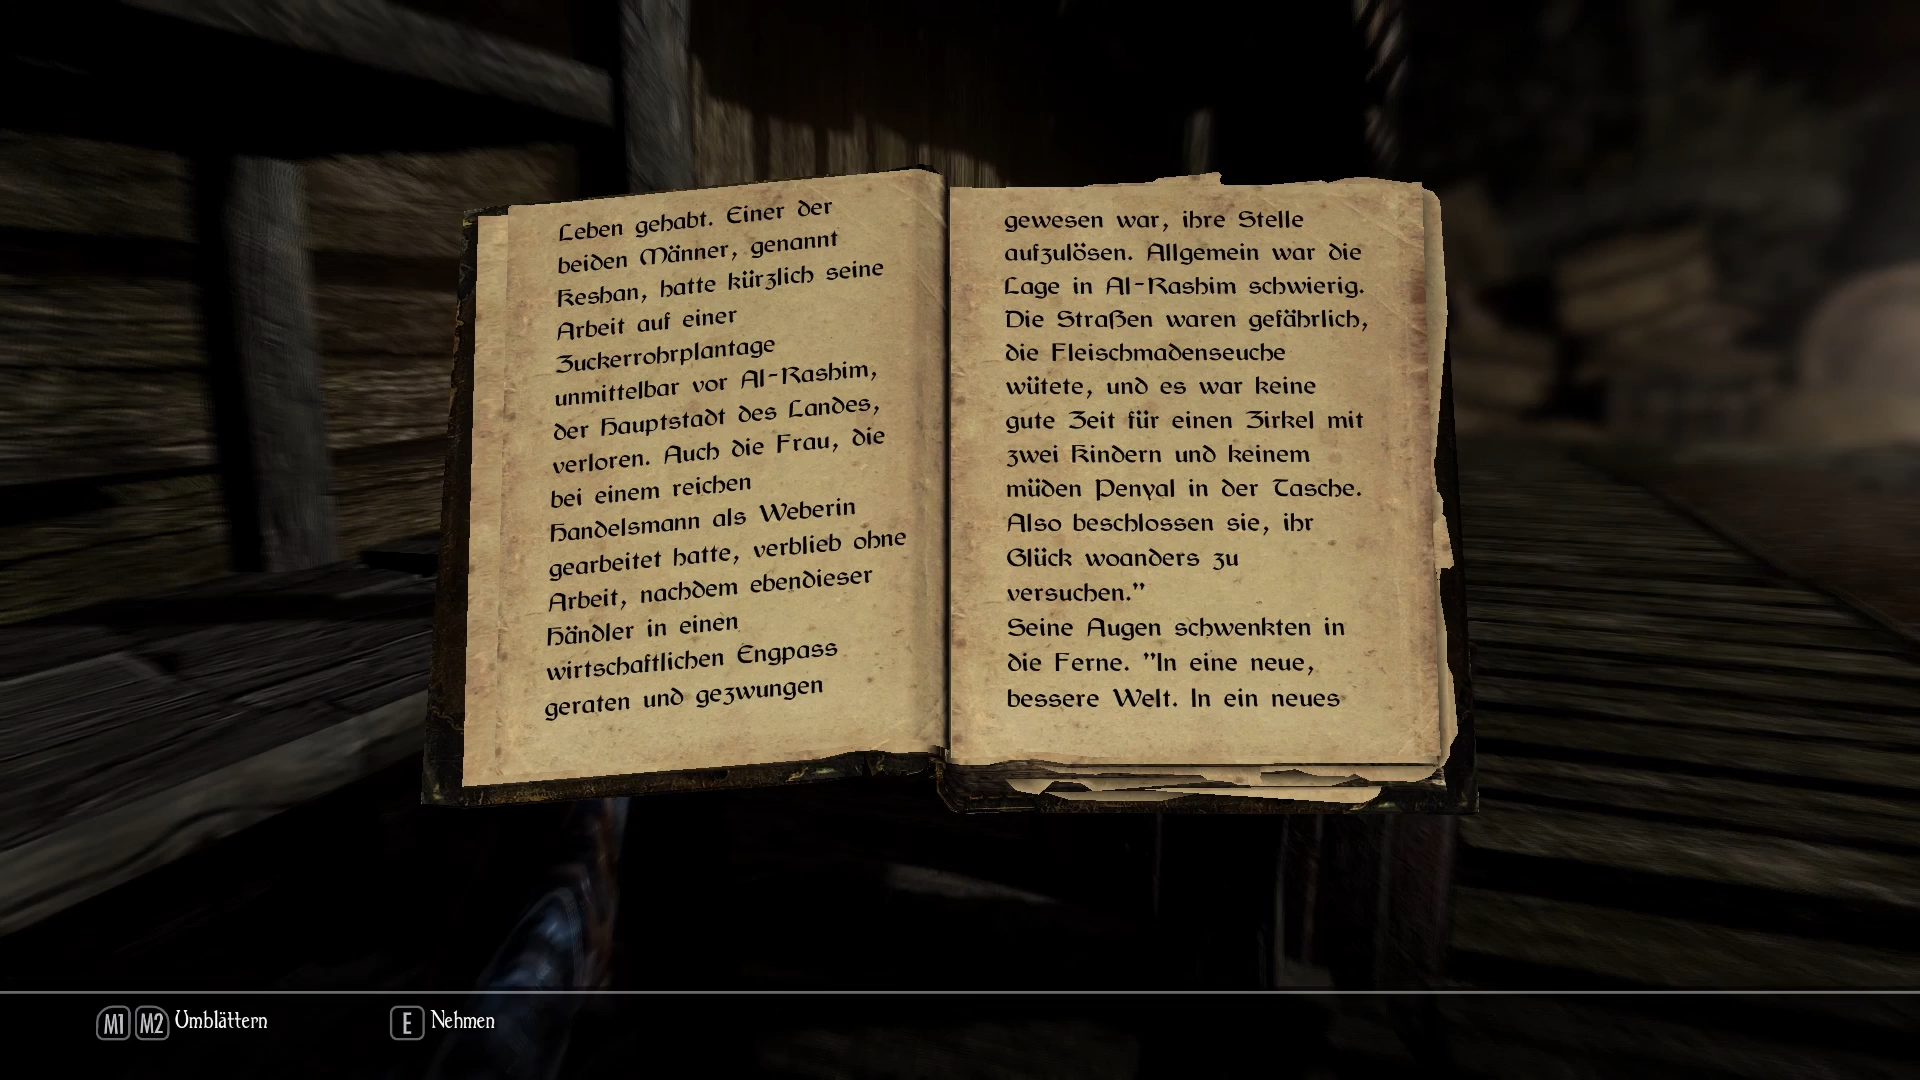 Leben gehabt. Einer der
beiden Männer, genannt
Keshan, hatte kürzlich seine
Arbeit auf einer
Zuckerrohrplantage
unmittelbar vor Al-Rashim,
der Hauptstadt des Landes,
verloren. Auch die Frau, die
bei einem reichen
Handelsmann als Weberin
gearbeitet hatte, verblieb ohne
Arbeit, nachdem ebendieser
Händler in einen
wirtschaftlichen Engpass
geraten und gezwungen
gewesen war, ihre Stelle
aufzulösen. Allgemein war die
Lage in Al-Rashim schwierig.
Die Straßen waren gefährlich,
die Fleischmadenseuche
wütete, und es war keine
gute Zeit für einen Zirkel mit
zwei Kindern und keinem
müden Penyal in der Tasche.
Also beschlossen sie, ihr
Glück woanders zu
versuchen."
Seine Augen schwenkten in
die Ferne. "In eine neue,
bessere Welt. In ein neues
M1 M2 Umblättern E Nehmen